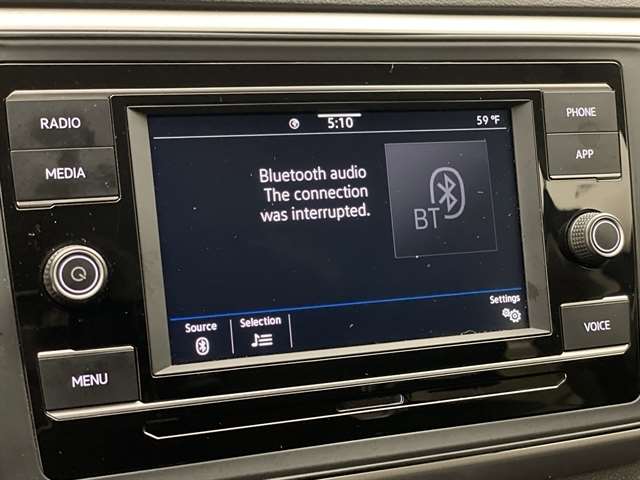 RADIO
MEDIA
MENU
5:10
59 °F
Bluetooth audio
The connection
was interrupted.
BT
Source
Selection
Settings
PHONE
APP
VOICE